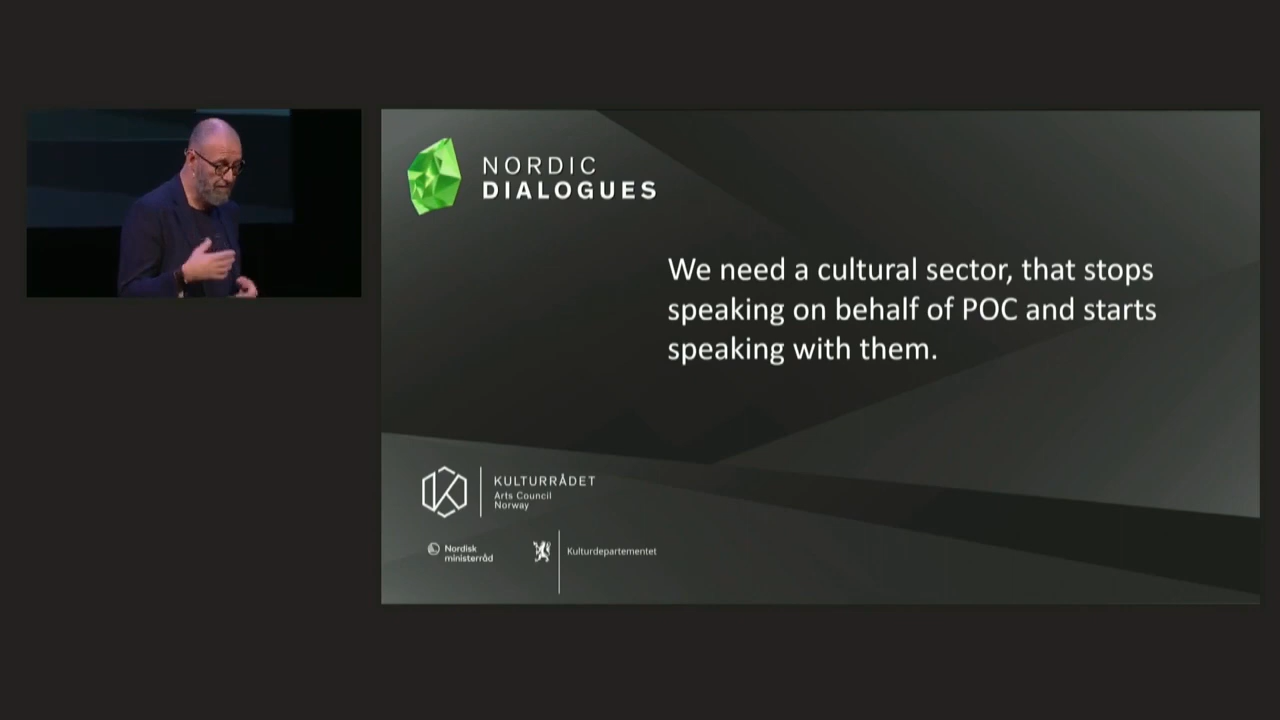 NORDIC
DIALOGUES
We need a cultural sector, that stops
speaking on behalf of POC and starts
speaking with them.
KULTURRÅDET
Arts Council
Norway
Nordisk
ministerråd
Kulturdepartementet